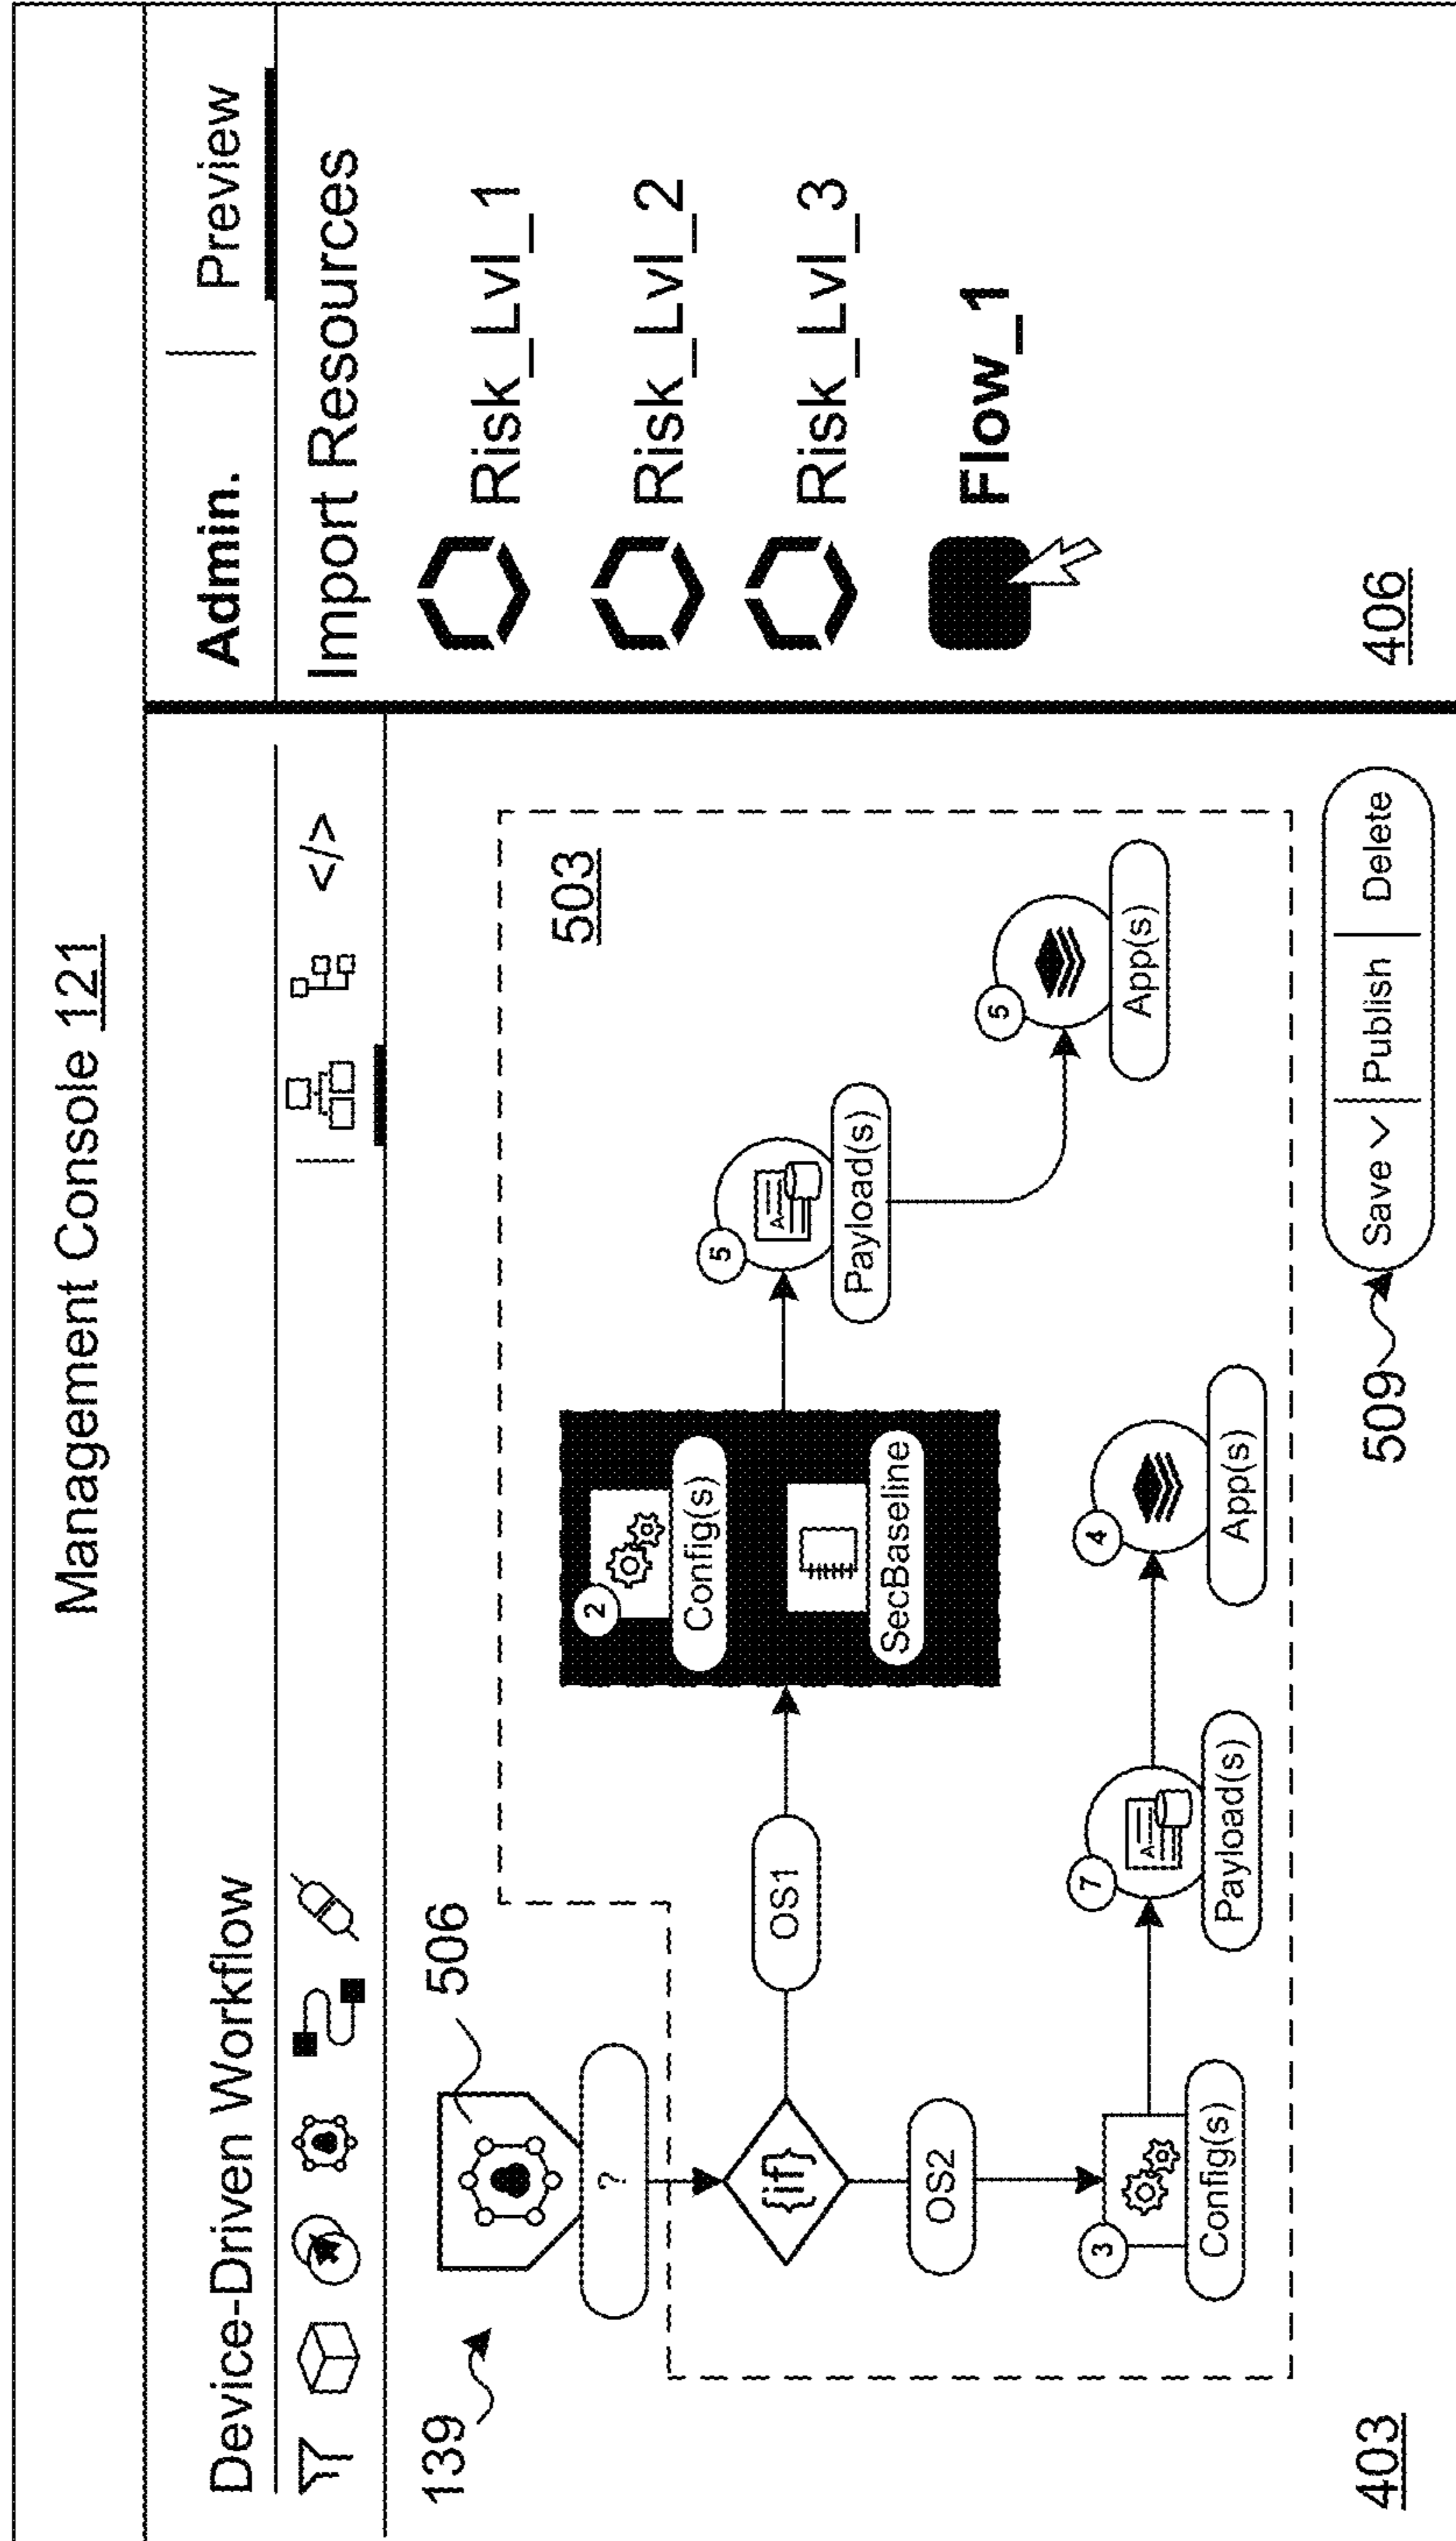 Management Console 121
Device-Driven Workflow
Admin.
Preview
</>
Import Resources
Risk_Lvl_1
Risk_Lvl_2
Risk_Lvl_3
Flow_1
406
139
506
?
503
{if}
OS1
2
Config(s)
SecBaseline
5
A
Payload(s)
5
App(s)
OS2
3
Config(s)
7
A
Payload(s)
4
App(s)
403
509
Save | Publish | Delete